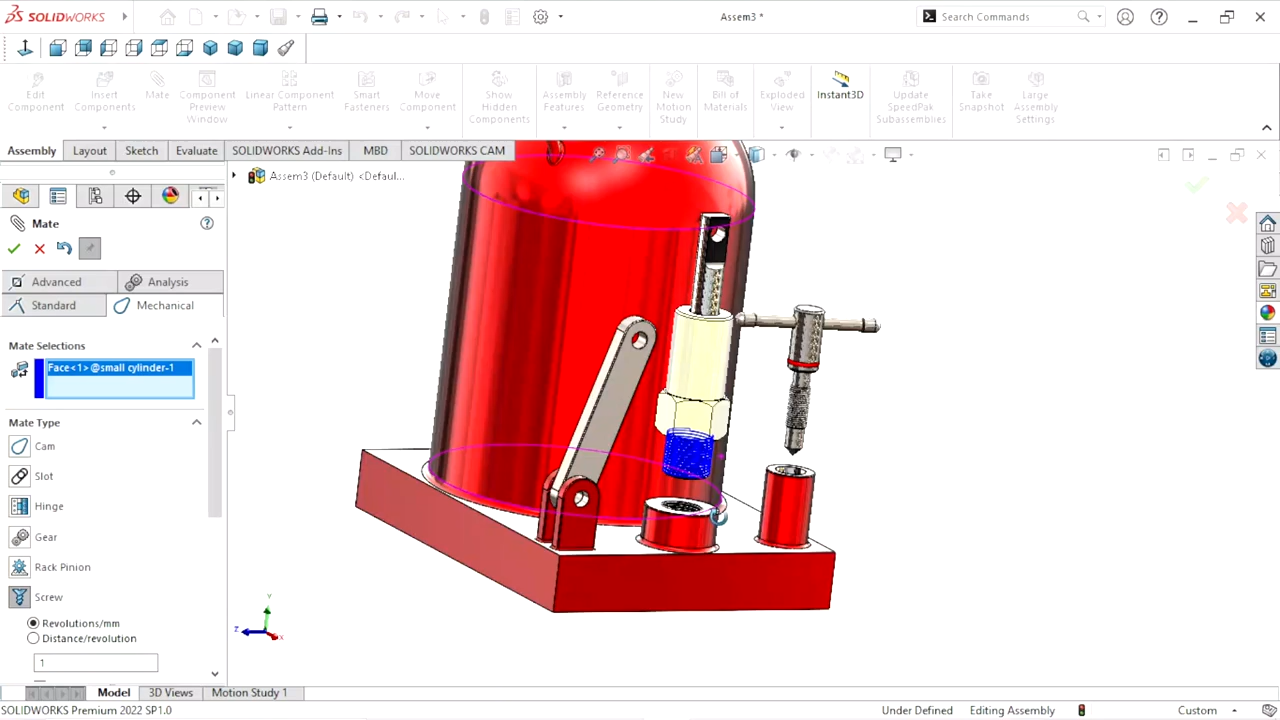 SOLIDWORKS
Assem3 *
Search Commands
Edit Component
Insert Components
Mate
Component Preview Window
Linear Component Pattern
Smart Fasteners
Move Component
Show Hidden Components
Assembly Features
Reference Geometry
New Motion Study
Bill of Materials
Exploded View
Instant3D
Update SpeedPak Subassemblies
Take Snapshot
Large Assembly Settings
Assembly
Layout
Sketch
Evaluate
SOLIDWORKS Add-Ins
MBD
SOLIDWORKS CAM
Assem3 (Default) <Defaul...
Mate
Advanced
Analysis
Standard
Mechanical
Mate Selections
Face<1>@small cylinder-1
Mate Type
Cam
Slot
Hinge
Gear
Rack Pinion
Screw
Revolutions/mm
Distance/revolution
1
Y
Z
X
Model
3D Views
Motion Study 1
SOLIDWORKS Premium 2022 SP1.0
Under Defined
Editing Assembly
Custom